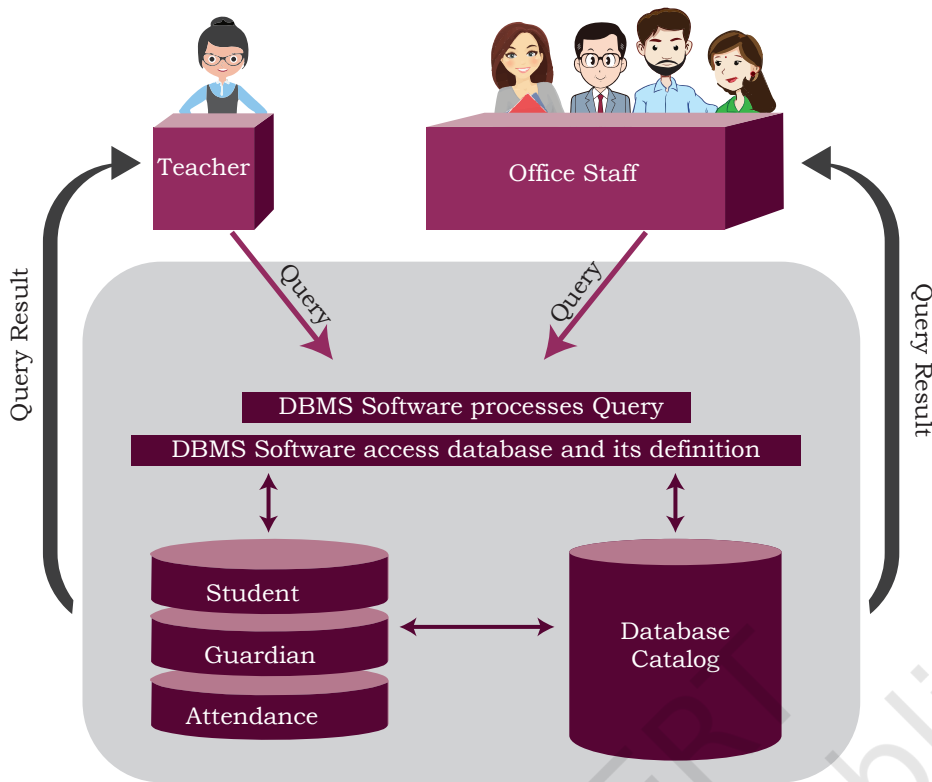 Teacher
Office Staff
Query
Query
Query Result
Query Result
DBMS Software processes Query
DBMS Software access database and its definition
Student
Guardian
Attendance
Database
Catalog